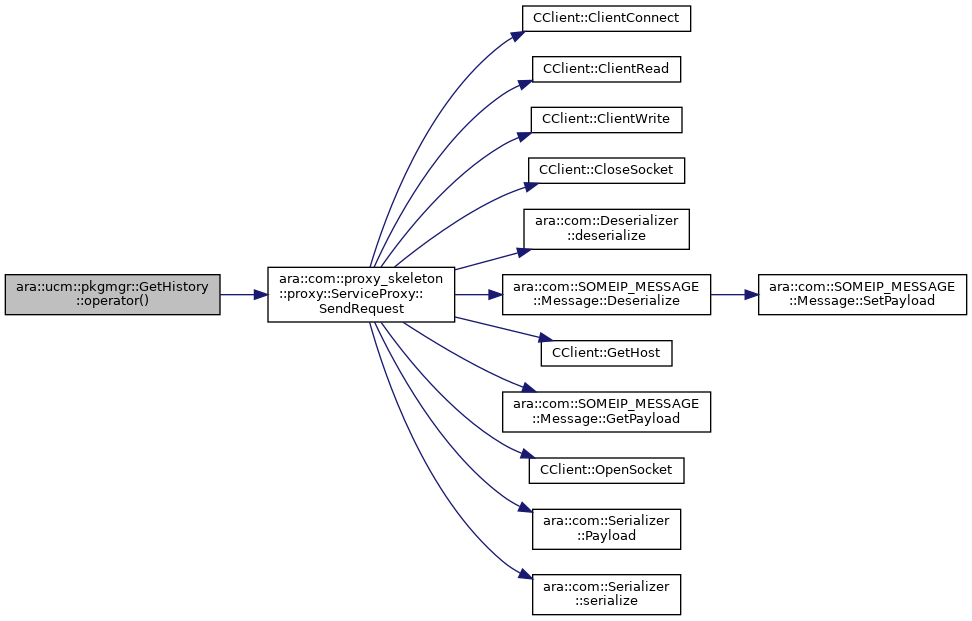 CClient::ClientConnect
CClient::ClientRead
CClient::ClientWrite
CClient::CloseSocket
ara::com::Deserializer
::deserialize
ara::ucm::pkgmgr::GetHistory
::operator()
ara::com::proxy_skeleton
::proxy::ServiceProxy::
SendRequest
ara::com::SOMEIP_MESSAGE
::Message::Deserialize
ara::com::SOMEIP_MESSAGE
::Message::SetPayload
CClient::GetHost
ara::com::SOMEIP_MESSAGE
::Message::GetPayload
CClient::OpenSocket
ara::com::Serializer
::Payload
ara::com::Serializer
::serialize